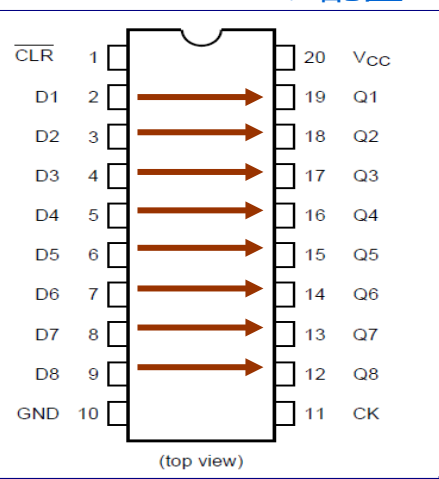 CLR 1 20 VCC
D1 2 19 Q1
D2 3 18 Q2
D3 4 17 Q3
D4 5 16 Q4
D5 6 15 Q5
D6 7 14 Q6
D7 8 13 Q7
D8 9 12 Q8
GND 10 11 CK
(top view)